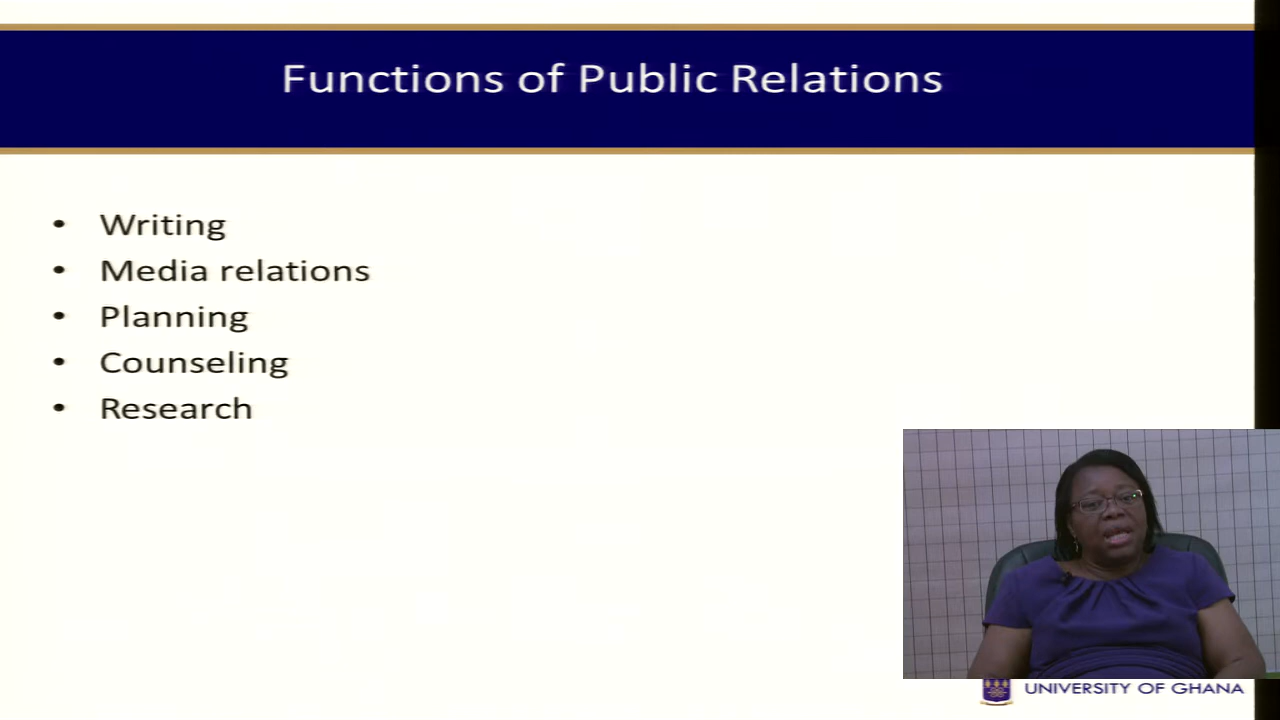 Functions of Public Relations
• Writing
• Media relations
• Planning
• Counseling
• Research
UNIVERSITY OF GHANA